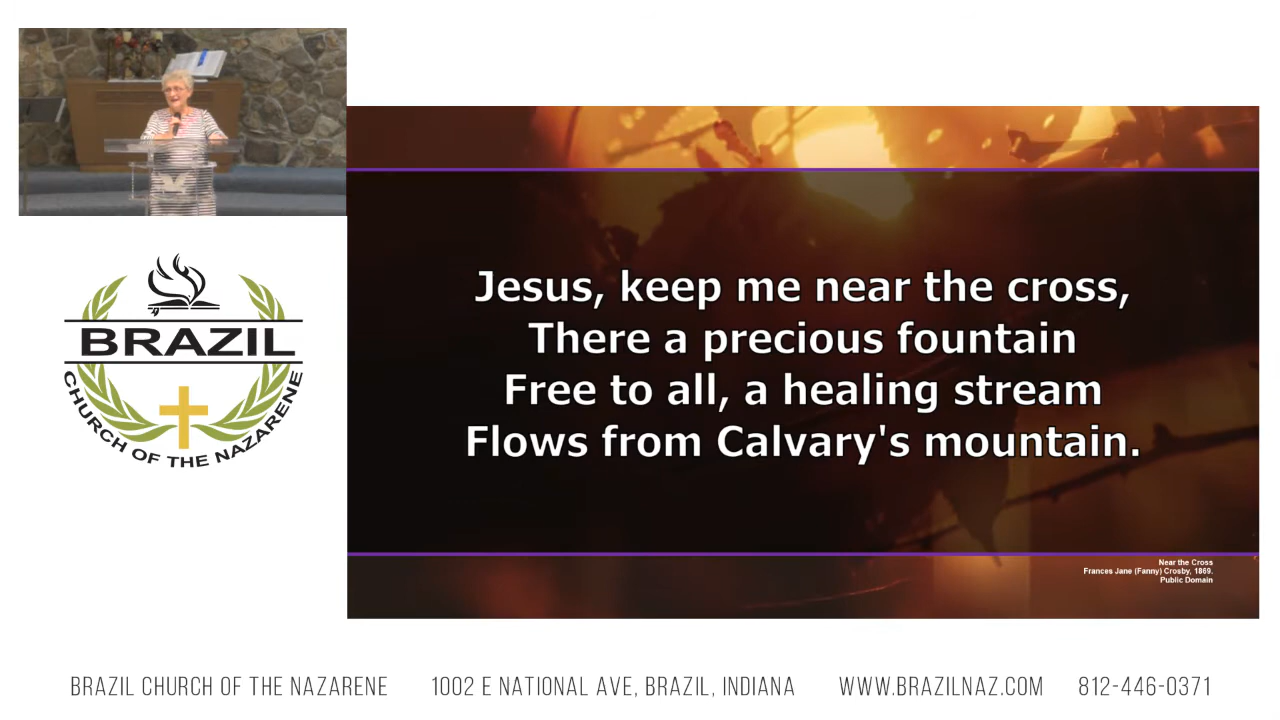 BRAZIL
CHURCH OF THE NAZARENE
Jesus, keep me near the cross,
There a precious fountain
Free to all, a healing stream
Flows from Calvary's mountain.
Near the Cross
Frances Jane (Fanny) Crosby, 1869.
Public Domain
BRAZIL CHURCH OF THE NAZARENE 1002 E NATIONAL AVE, BRAZIL, INDIANA WWW.BRAZILNAZ.COM 812-446-0371